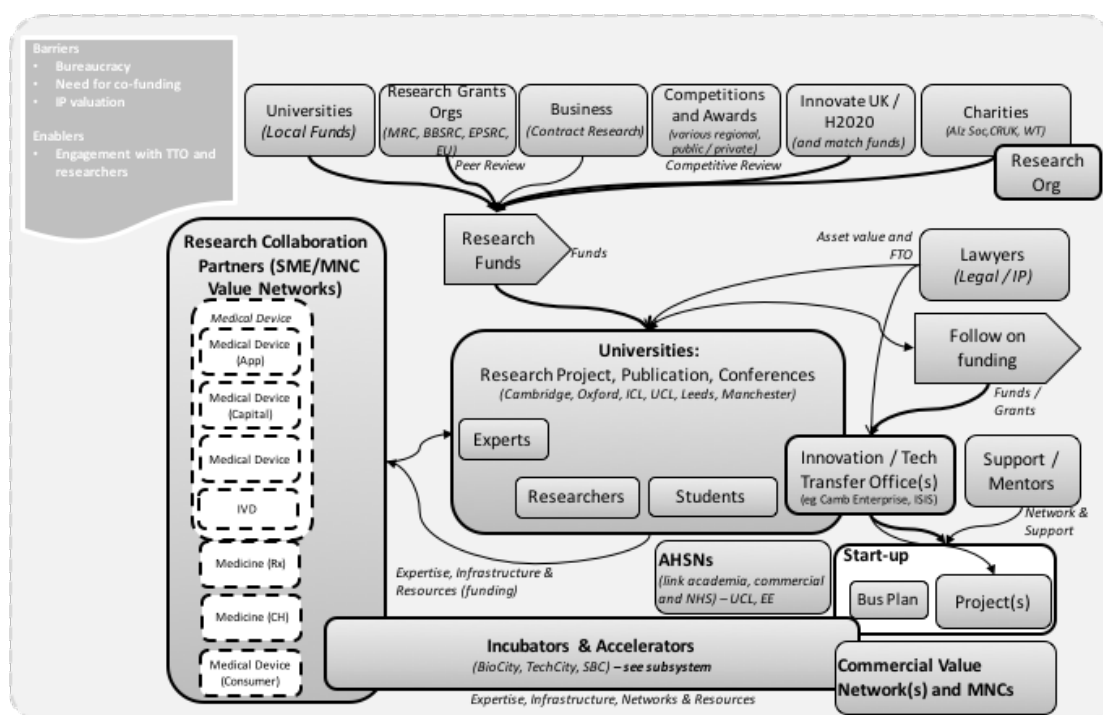 Barriers
• Bureaucracy
• Need for co-funding
• IP valuation
Enablers
• Engagement with TTO and
researchers
Universities
(Local Funds)
Research Grants
Orgs
(MRC, BBSRC, EPSRC,
EU)
Business
(Contract Research)
Competitions
and Awards
(various regional,
public / private)
Innovate UK /
H2020
(and match funds)
Charities
(Alz Soc,CRUK, WT)
Research
Org
Peer Review
Competitive Review
Research
Funds
Funds
Asset value and
FTO
Lawyers
(Legal / IP)
Follow on
funding
Funds /
Grants
Research Collaboration
Partners (SME/MNC
Value Networks)
Medical Device
Medical Device
(App)
Medical Device
(Capital)
Medical Device
IVD
Medicine (Rx)
Medicine (CH)
Medical Device
(Consumer)
Universities:
Research Project, Publication, Conferences
(Cambridge, Oxford, ICL, UCL, Leeds, Manchester)
Experts
Researchers
Students
Innovation / Tech
Transfer Office(s)
(eg Camb Enterprise, ISIS)
Support /
Mentors
Network &
Support
Expertise, Infrastructure &
Resources (funding)
AHSNs
(link academia, commercial
and NHS) – UCL, EE
Start-up
Bus Plan
Project(s)
Incubators & Accelerators
(BioCity, TechCity, SBC) – see subsystem
Expertise, Infrastructure, Networks & Resources
Commercial Value
Network(s) and MNCs